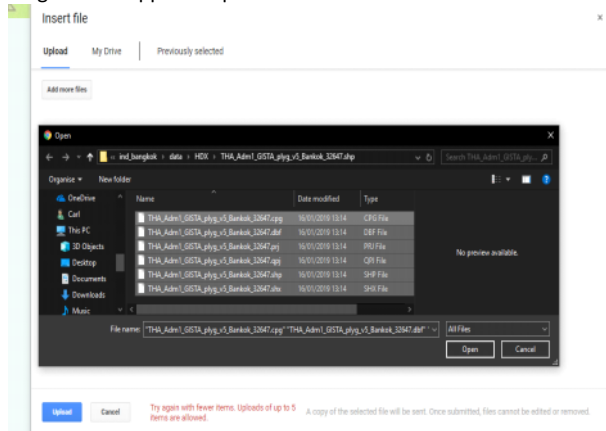 Insert file
Upload My Drive Previously selected
Add more files
Open
« ind_bangkok › data › HDX › THA_Adm1_GISTA_plyg_v5_Bankok_32647.shp
Search THA_Adm1_GISTA_ply...
Organise New folder
OneDrive
Carl
This PC
3D Objects
Desktop
Documents
Downloads
Music
Name Date modified Type
THA_Adm1_GISTA_plyg_v5_Bankok_32647.cpg 16/01/2019 13:14 CPG File
THA_Adm1_GISTA_plyg_v5_Bankok_32647.dbf 16/01/2019 13:14 DBF File
THA_Adm1_GISTA_plyg_v5_Bankok_32647.prj 16/01/2019 13:14 PRJ File
THA_Adm1_GISTA_plyg_v5_Bankok_32647.qpj 16/01/2019 13:14 QPJ File
THA_Adm1_GISTA_plyg_v5_Bankok_32647.shp 16/01/2019 13:14 SHP File
THA_Adm1_GISTA_plyg_v5_Bankok_32647.shx 16/01/2019 13:14 SHX File
No preview available.
File name: "THA_Adm1_GISTA_plyg_v5_Bankok_32647.cpg" "THA_Adm1_GISTA_plyg_v5_Bankok_32647.dbf" "
All Files
Open Cancel
Upload Cancel
Try again with fewer items. Uploads of up to 5
items are allowed.
A copy of the selected file will be sent. Once submitted, files cannot be edited or removed.